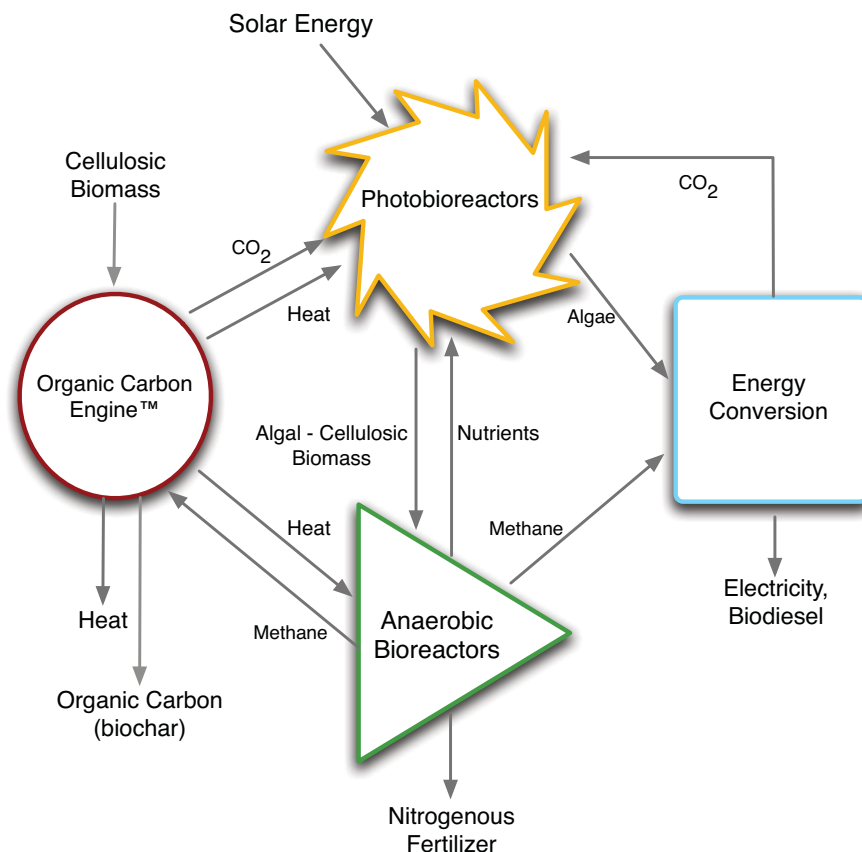 Solar Energy
Cellulosic
Biomass
Photobioreactors
CO2
CO2
Heat
Algae
Organic Carbon
Engine™
Energy
Conversion
Algal - Cellulosic
Biomass
Nutrients
Heat
Methane
Methane
Anaerobic
Bioreactors
Electricity,
Biodiesel
Heat
Organic Carbon
(biochar)
Nitrogenous
Fertilizer